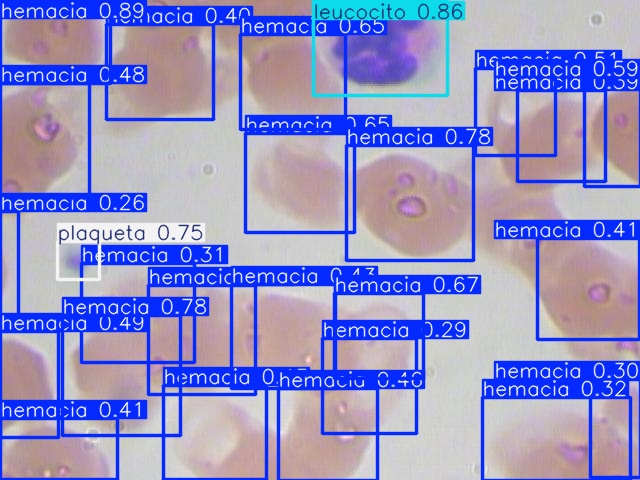 hemacia 0.89
hemacia 0.40
leucocito 0.86
hemacia 0.65
hemacia 0.51
hemacia 0.59
hemacia 0.59
hemacia 0.48
hemacia 0.65
hemacia 0.78
hemacia 0.26
plaqueta 0.75
hemacia 0.41
hemacia 0.31
hemacia 0.43
hemacia 0.67
hemacia 0.78
hemacia 0.49
hemacia 0.29
hemacia
hemacia 0.46
hemacia 0.30
hemacia 0.32
hemacia 0.41